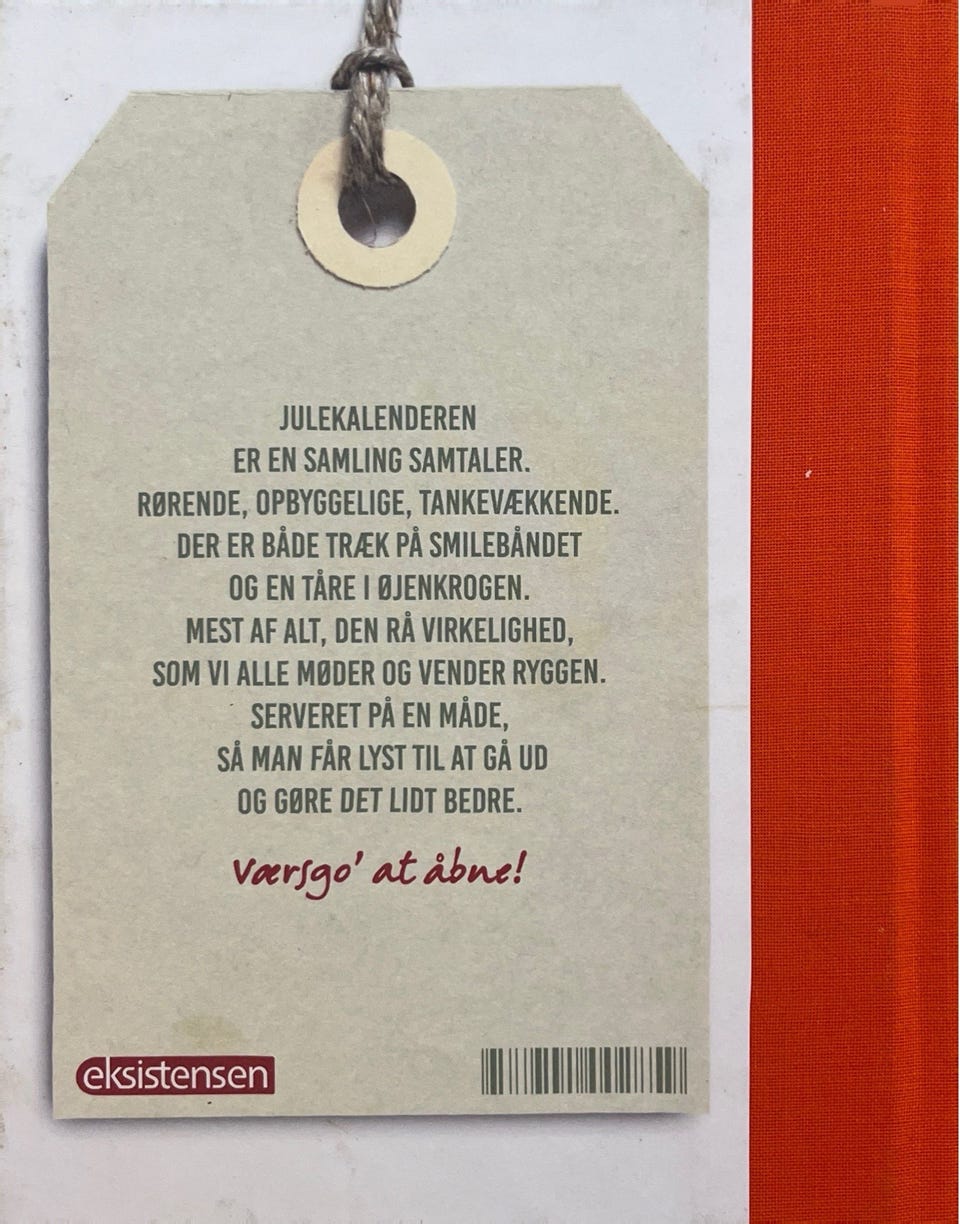 JULEKALENDEREN
ER EN SAMLING SAMTALER.
RØRENDE, OPBYGGELIGE, TANKEVÆKKENDE.
DER ER BÅDE TRÆK PÅ SMILEBÅNDET
OG EN TÅRE I ØJENKROGEN.
MEST AF ALT, DEN RÅ VIRKELIGHED,
SOM VI ALLE MØDER OG VENDER RYGGEN.
SERVERET PÅ EN MÅDE,
SÅ MAN FÅR LYST TIL AT GÅ UD
OG GØRE DET LIDT BEDRE.
Værsgo' at åbne!
eksistensen